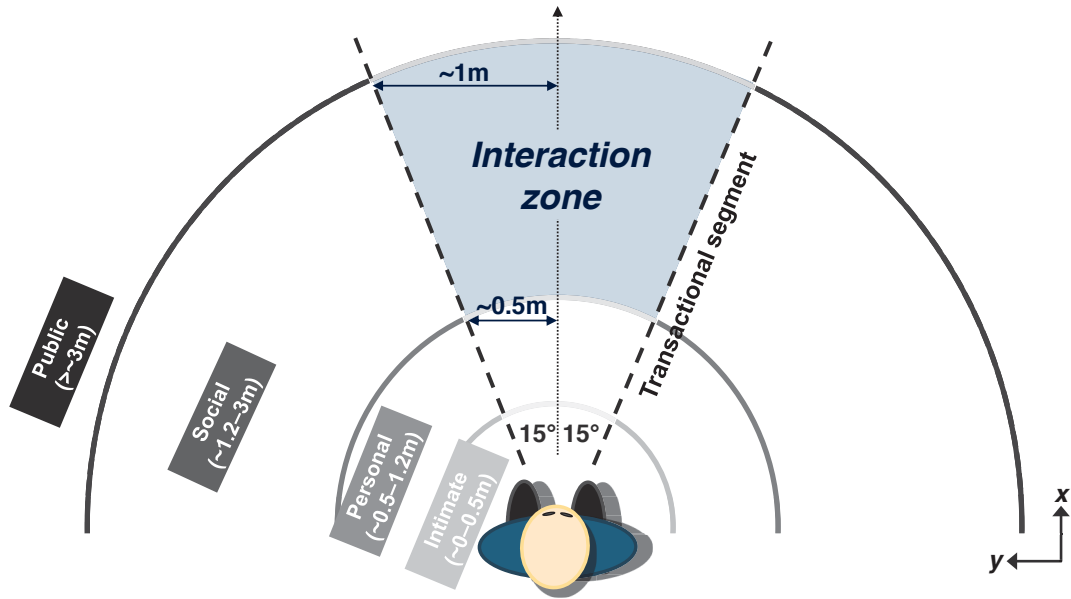 ~1m
Interaction
zone
Transactional segment
~0.5m
Public
(>~3m)
Social
(~1.2–3m)
Personal
(~0.5–1.2m)
Intimate
(~0–0.5m)
15° 15°
x
y